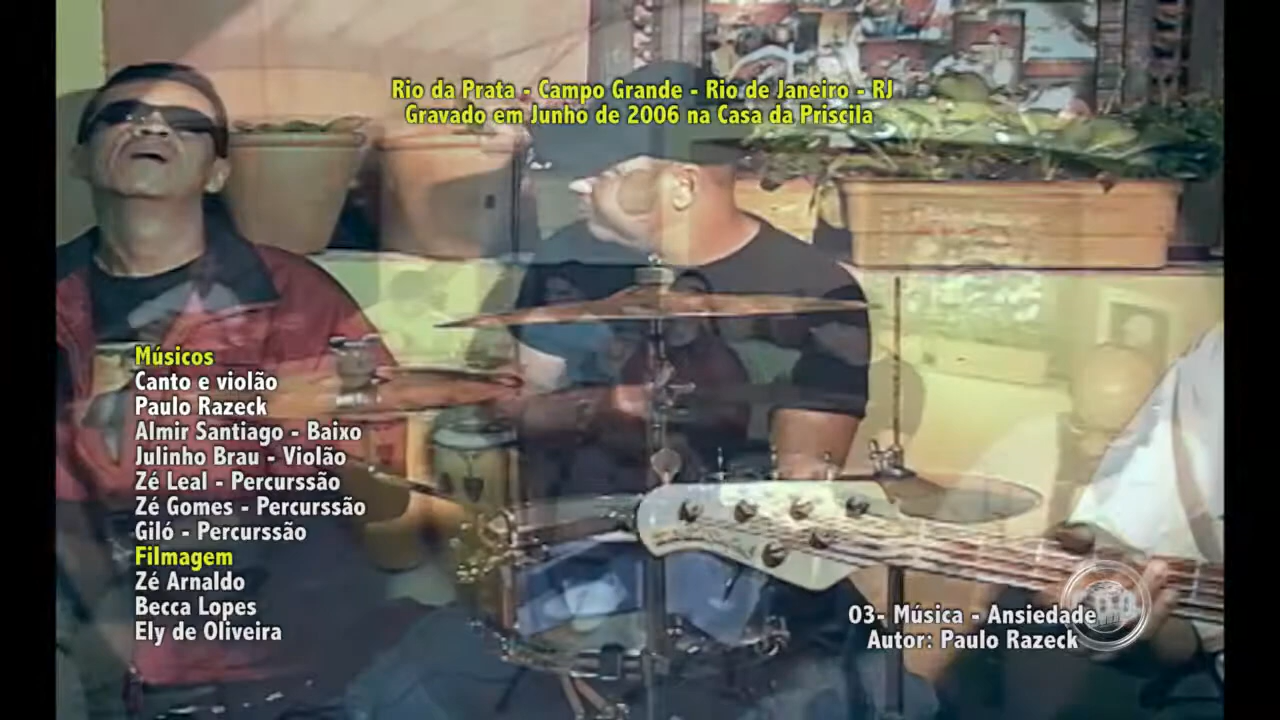 Rio da Prata - Campo Grande - Rio de Janeiro - RJ
Gravado em Junho de 2006 na Casa da Priscila
Músicos
Canto e violão
Paulo Razeck
Almir Santiago - Baixo
Julinho Brau - Violão
Zé Leal - Percurssão
Zé Gomes - Percurssão
Giló - Percurssão
Filmagem
Zé Arnaldo
Becca Lopes
Ely de Oliveira
03- Música - Ansiedade
Autor: Paulo Razeck